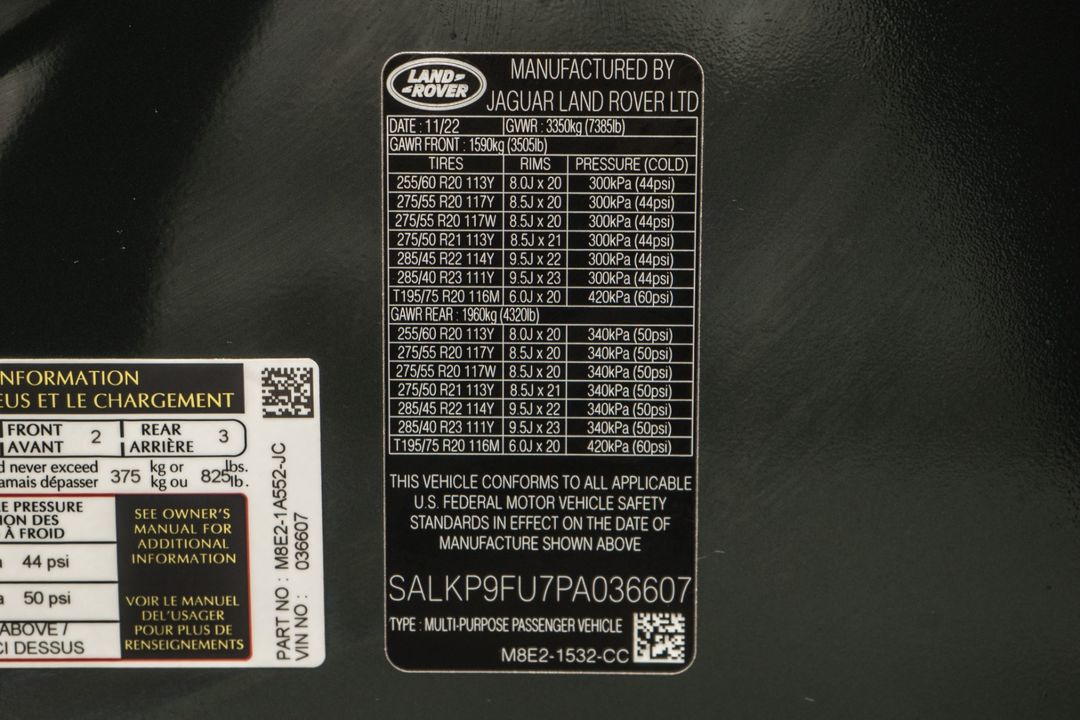 LAND-
-ROVER
MANUFACTURED BY
JAGUAR LAND ROVER LTD
DATE : 11/22 GVWR : 3350kg (7385lb)
GAWR FRONT : 1590kg (3505lb)
TIRES RIMS PRESSURE (COLD)
255/60 R20 113Y 8.0J x 20 300kPa (44psi)
275/55 R20 117Y 8.5J x 20 300kPa (44psi)
275/55 R20 117W 8.5J x 20 300kPa (44psi)
275/50 R21 113Y 8.5J x 21 300kPa (44psi)
285/45 R22 114Y 9.5J x 22 300kPa (44psi)
285/40 R23 111Y 9.5J x 23 300kPa (44psi)
T195/75 R20 116M 6.0J x 20 420kPa (60psi)
GAWR REAR : 1960kg (4320lb)
255/60 R20 113Y 8.0J x 20 340kPa (50psi)
275/55 R20 117Y 8.5J x 20 340kPa (50psi)
275/55 R20 117W 8.5J x 20 340kPa (50psi)
275/50 R21 113Y 8.5J x 21 340kPa (50psi)
285/45 R22 114Y 9.5J x 22 340kPa (50psi)
285/40 R23 111Y 9.5J x 23 340kPa (50psi)
T195/75 R20 116M 6.0J x 20 420kPa (60psi)
THIS VEHICLE CONFORMS TO ALL APPLICABLE
U.S. FEDERAL MOTOR VEHICLE SAFETY
STANDARDS IN EFFECT ON THE DATE OF
MANUFACTURE SHOWN ABOVE
SALKP9FU7PA036607
TYPE : MULTI-PURPOSE PASSENGER VEHICLE
M8E2-1532-CC
NFORMATION
EUS ET LE CHARGEMENT
FRONT 2 REAR 3
AVANT ARRIÈRE
d never exceed 375 kg or 825 lbs.
amais dépasser kg ou lb.
E PRESSURE
ION DES
À FROID
44 psi
50 psi
ABOVE /
CI DESSUS
SEE OWNER'S
MANUAL FOR
ADDITIONAL
INFORMATION
VOIR LE MANUEL
DEL'USAGER
POUR PLUS DE
RENSEIGNEMENTS
PART NO : M8E2-1A552-JC
VIN NO : 036607